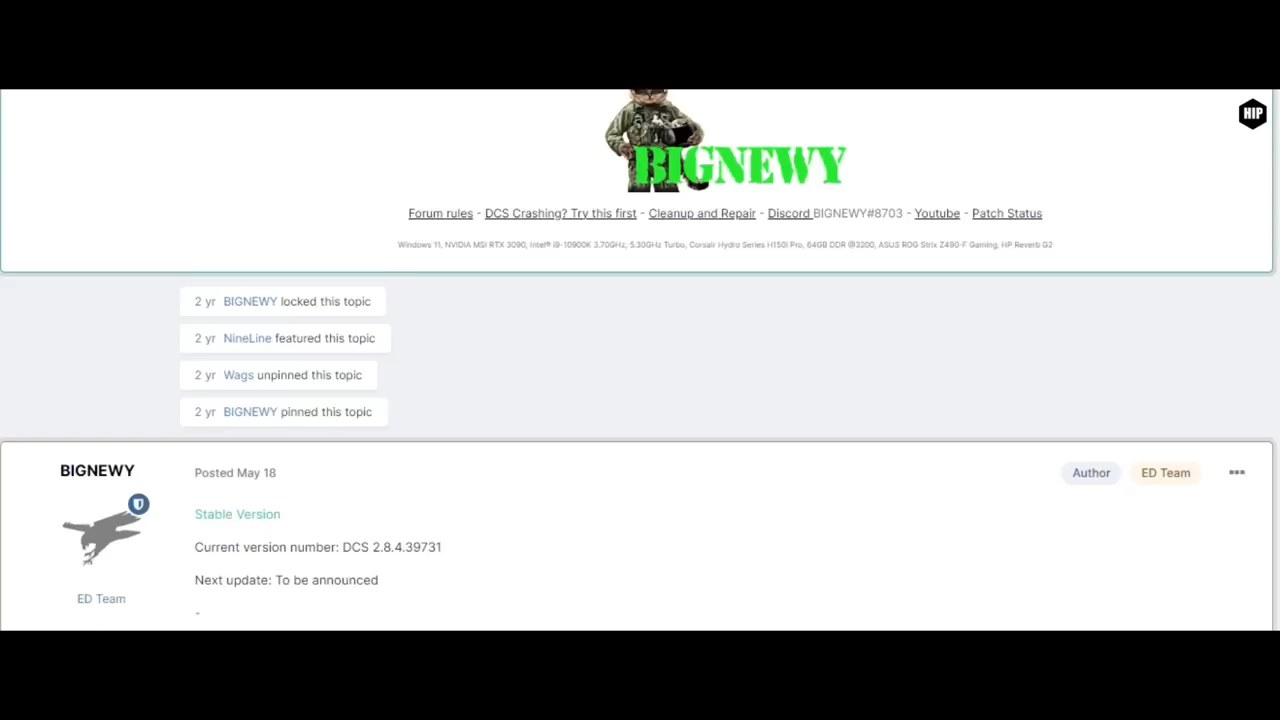 HIP
BIGNEWY
Forum rules - DCS Crashing? Try this first - Cleanup and Repair - Discord BIGNEWY#8703 - Youtube - Patch Status
Windows 11, NVIDIA MSI RTX 3090, Intel® i9-10900K 3.70GHz, 5.30GHz Turbo, Corsair Hydro Series H150i Pro, 64GB DDR @3200, ASUS ROG Strix Z490-F Gaming, HP Reverb G2
2 yr BIGNEWY locked this topic
2 yr NineLine featured this topic
2 yr Wags unpinned this topic
2 yr BIGNEWY pinned this topic
BIGNEWY
Posted May 18
Author
ED Team
Stable Version
Current version number: DCS 2.8.4.39731
Next update: To be announced
ED Team
-